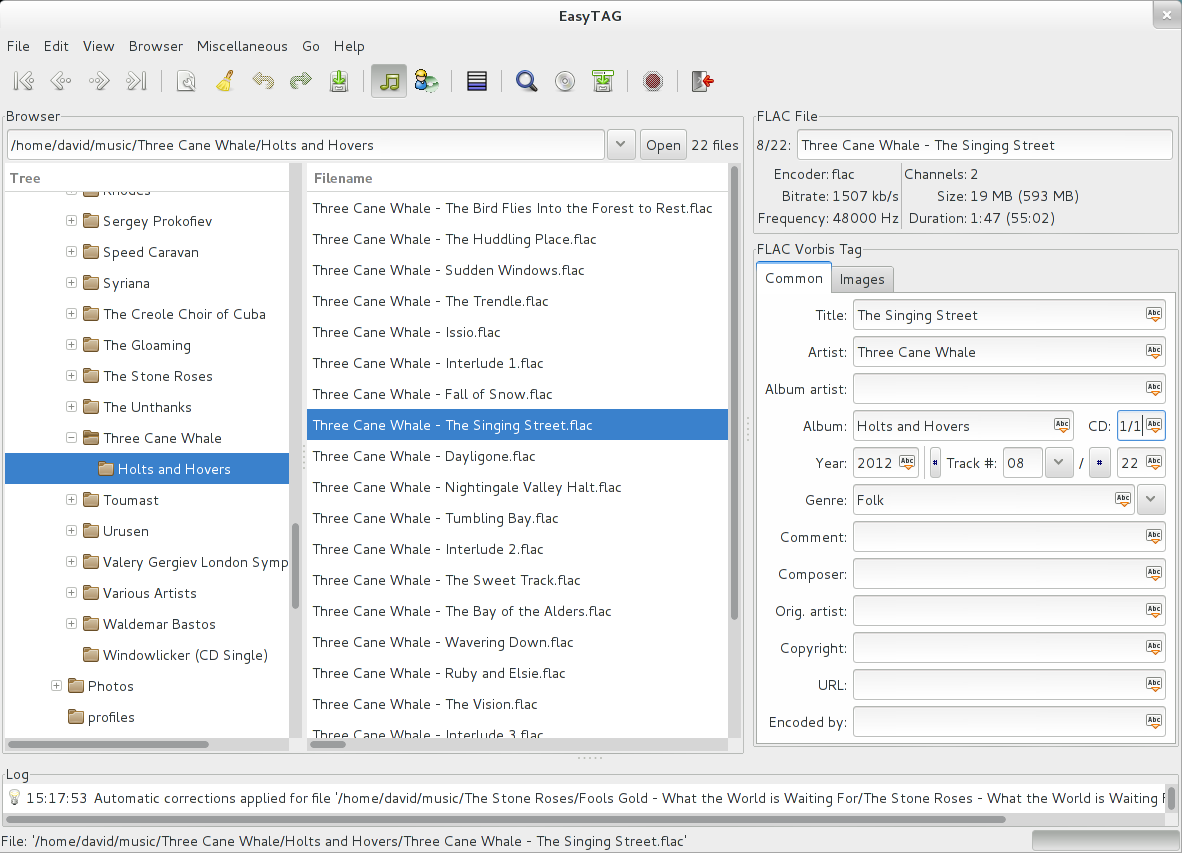 EasyTAG
File Edit View Browser Miscellaneous Go Help
Browser
/home/david/music/Three Cane Whale/Holts and Hovers
Open
22 files
Tree
Rhodes
Sergey Prokofiev
Speed Caravan
Syriana
The Creole Choir of Cuba
The Gloaming
The Stone Roses
The Unthanks
Three Cane Whale
Holts and Hovers
Toumast
Urusen
Valery Gergiev London Symp
Various Artists
Waldemar Bastos
Windowlicker (CD Single)
Photos
profiles
Filename
Three Cane Whale - The Bird Flies Into the Forest to Rest.flac
Three Cane Whale - The Huddling Place.flac
Three Cane Whale - Sudden Windows.flac
Three Cane Whale - The Trendle.flac
Three Cane Whale - Issio.flac
Three Cane Whale - Interlude 1.flac
Three Cane Whale - Fall of Snow.flac
Three Cane Whale - The Singing Street.flac
Three Cane Whale - Dayligone.flac
Three Cane Whale - Nightingale Valley Halt.flac
Three Cane Whale - Tumbling Bay.flac
Three Cane Whale - Interlude 2.flac
Three Cane Whale - The Sweet Track.flac
Three Cane Whale - The Bay of the Alders.flac
Three Cane Whale - Wavering Down.flac
Three Cane Whale - Ruby and Elsie.flac
Three Cane Whale - The Vision.flac
Three Cane Whale - Interlude 3.flac
FLAC File
8/22: Three Cane Whale - The Singing Street
Encoder: flac Channels: 2
Bitrate: 1507 kb/s Size: 19 MB (593 MB)
Frequency: 48000 Hz Duration: 1:47 (55:02)
FLAC Vorbis Tag
Common Images
Title: The Singing Street Abc
Artist: Three Cane Whale Abc
Album artist: Abc
Album: Holts and Hovers Abc CD: 1/1 Abc
Year: 2012 Abc # Track #: 08 / # 22 Abc
Genre: Folk Abc
Comment: Abc
Composer: Abc
Orig. artist: Abc
Copyright: Abc
URL: Abc
Encoded by: Abc
Log
15:17:53 Automatic corrections applied for file '/home/david/music/The Stone Roses/Fools Gold - What the World is Waiting For/The Stone Roses - What the World is Waiting F
File: '/home/david/music/Three Cane Whale/Holts and Hovers/Three Cane Whale - The Singing Street.flac'